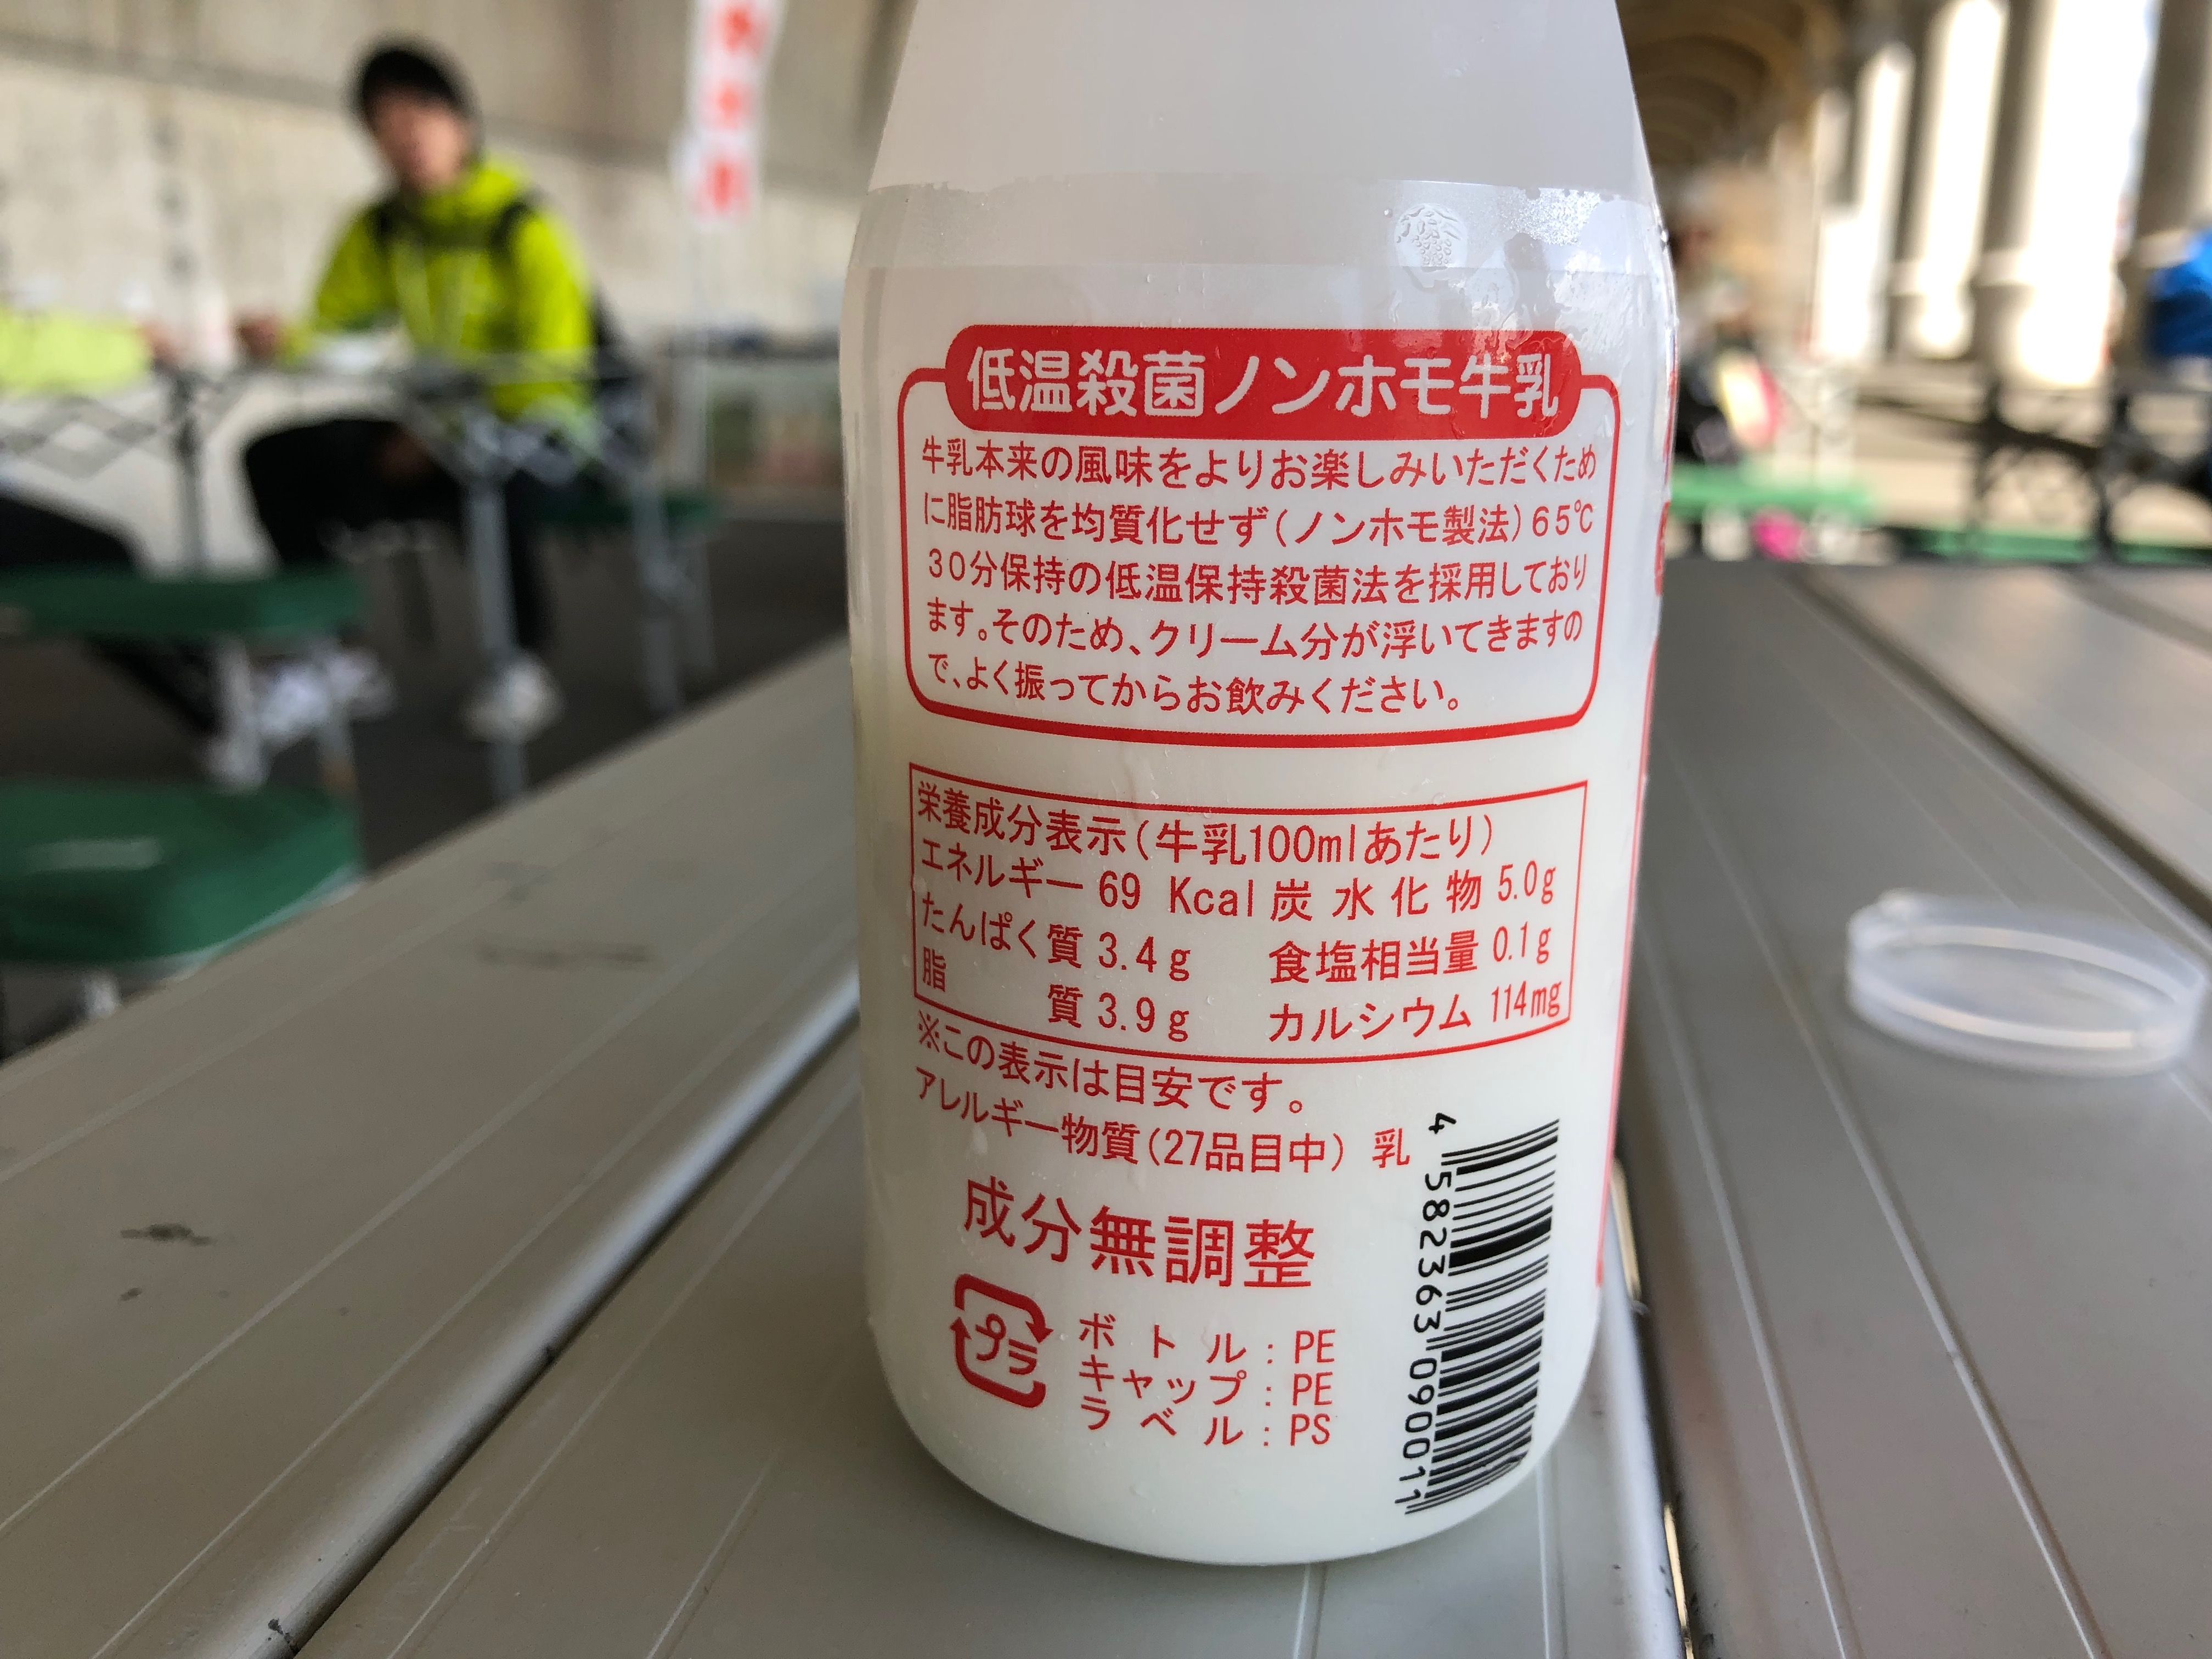 低温殺菌ノンホモ牛乳
牛乳本来の風味をよりお楽しみいただくため
に脂肪球を均質化せず(ノンホモ製法)65℃
30分保持の低温保持殺菌法を採用しており
ます。そのため、クリーム分が浮いてきますの
で、よく振ってからお飲みください。
栄養成分表示(牛乳100mlあたり)
エネルギー 69 Kcal 炭水化物 5.0g
たんぱく質 3.4g 食塩相当量 0.1g
脂質 3.9g カルシウム 114mg
※この表示は目安です。
アレルギー物質(27品目中) 乳
成分無調整
プラ
ボトル:PE
キャップ:PE
ラベル:PS
4 582363 090011